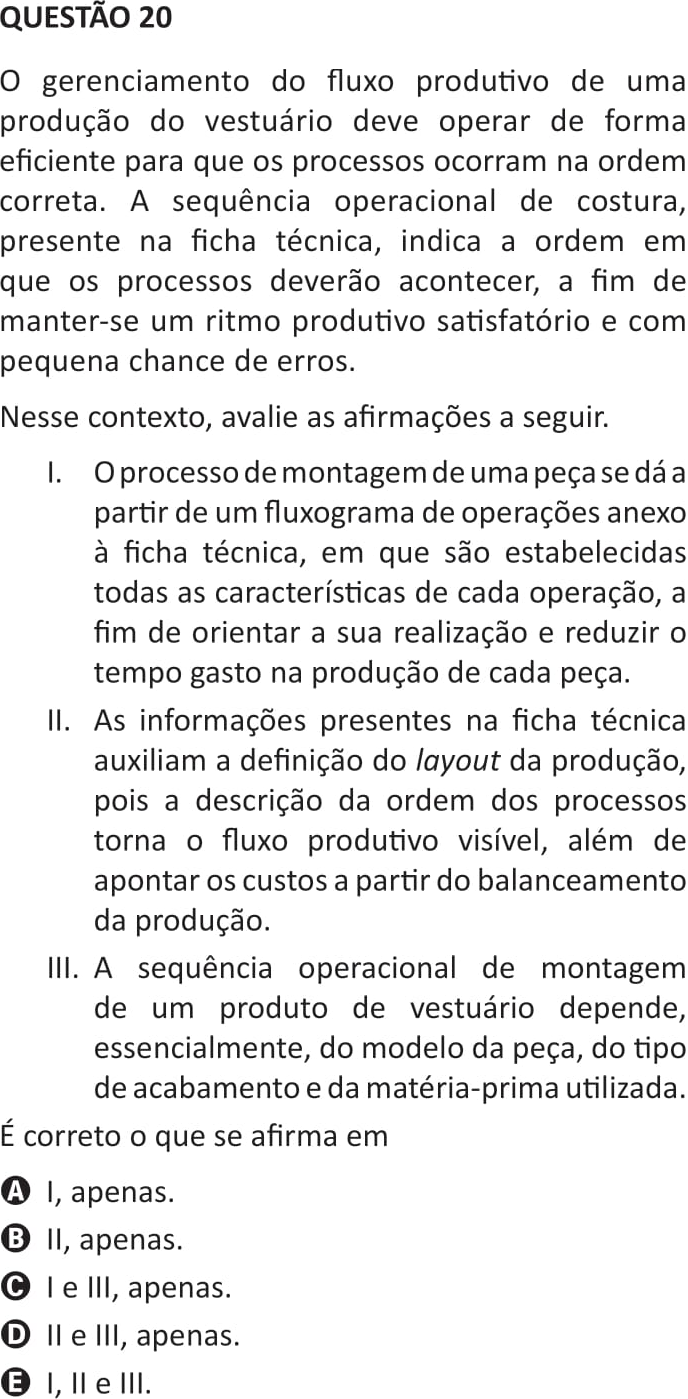 QUESTÃO 20
O gerenciamento do fluxo produtivo de uma
produção do vestuário deve operar de forma
eficiente para que os processos ocorram na ordem
correta. A sequência operacional de costura,
presente na ficha técnica, indica a ordem em
que os processos deverão acontecer, a fim de
manter-se um ritmo produtivo satisfatório e com
pequena chance de erros.
Nesse contexto, avalie as afirmações a seguir.
I. O processo de montagem de uma peça se dá a
partir de um fluxograma de operações anexo
à ficha técnica, em que são estabelecidas
todas as características de cada operação, a
fim de orientar a sua realização e reduzir o
tempo gasto na produção de cada peça.
II. As informações presentes na ficha técnica
auxiliam a definição do layout da produção,
pois a descrição da ordem dos processos
torna o fluxo produtivo visível, além de
apontar os custos a partir do balanceamento
da produção.
III. A sequência operacional de montagem
de um produto de vestuário depende,
essencialmente, do modelo da peça, do tipo
de acabamento e da matéria-prima utilizada.
É correto o que se afirma em
A I, apenas.
B II, apenas.
C I e III, apenas.
D II e III, apenas.
E I, II e III.